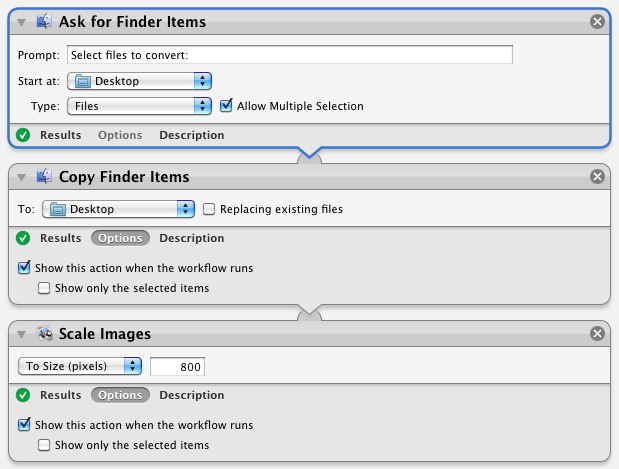 Ask for Finder Items
Prompt: Select files to convert:
Start at: Desktop
Type: Files Allow Multiple Selection
Results Options Description
Copy Finder Items
To: Desktop Replacing existing files
Results Options Description
Show this action when the workflow runs
Show only the selected items
Scale Images
To Size (pixels) 800
Results Options Description
Show this action when the workflow runs
Show only the selected items